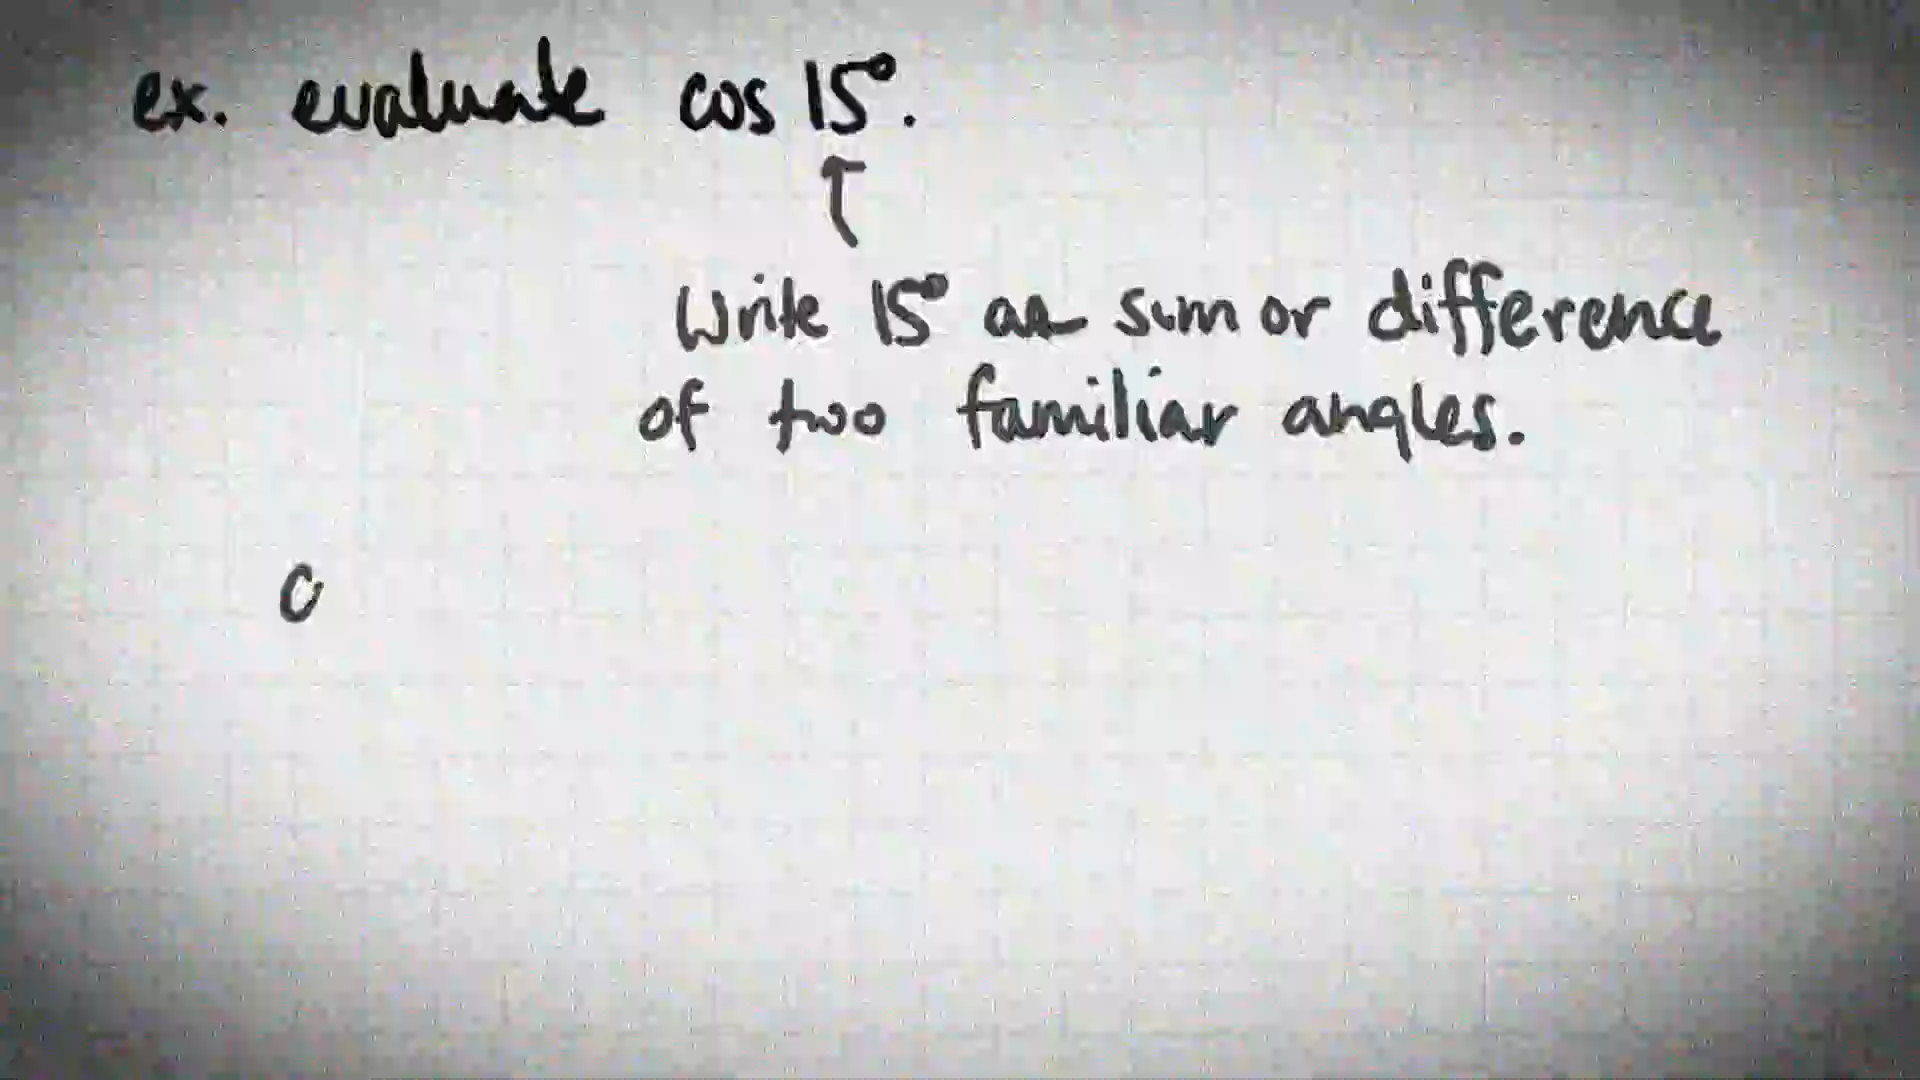 ex. evaluate cos 15°.
Write 15° as sum or difference
of two familiar angles.
c